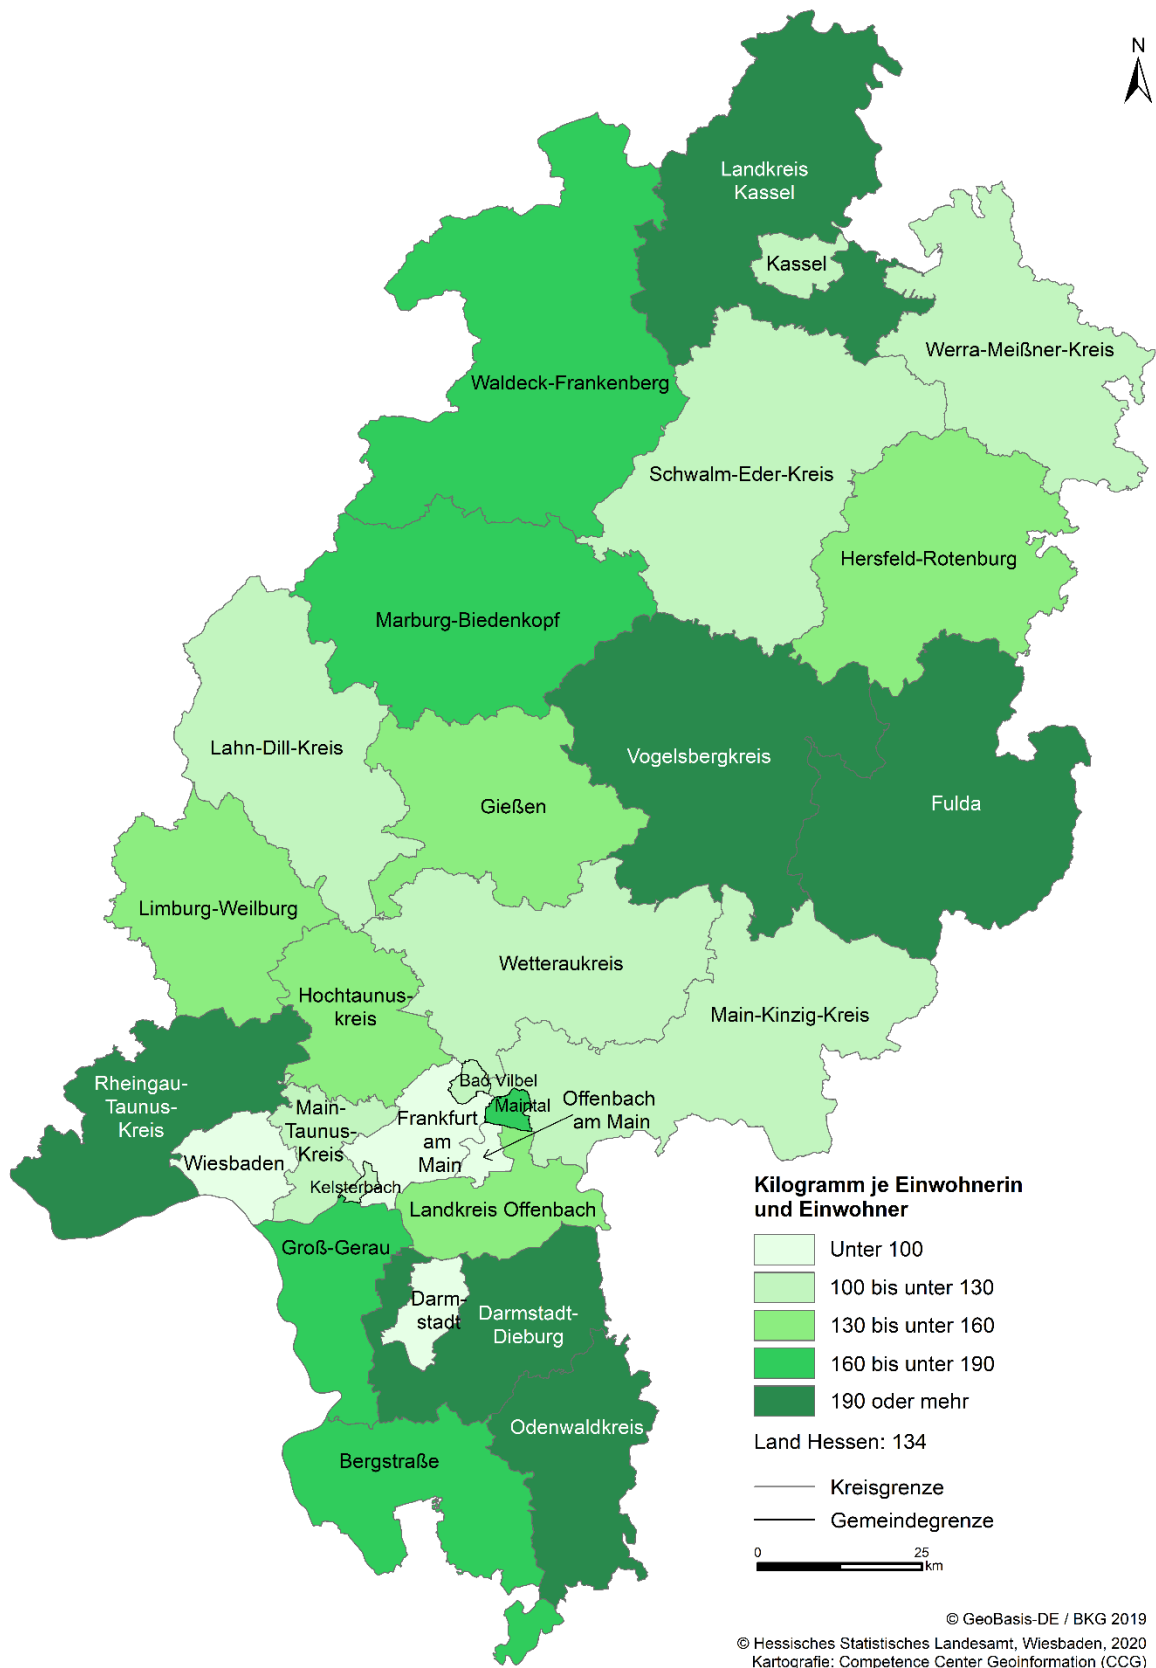 N
Landkreis
Kassel
Kassel
Werra-Meißner-Kreis
Waldeck-Frankenberg
Schwalm-Eder-Kreis
Hersfeld-Rotenburg
Marburg-Biedenkopf
Lahn-Dill-Kreis
Vogelsbergkreis
Gießen
Fulda
Limburg-Weilburg
Wetteraukreis
Hochtaunus-
kreis
Main-Kinzig-Kreis
Rheingau-
Taunus-
Kreis
Bad Vilbel
Maintal
Offenbach
am Main
Main-
Taunus-
Kreis
Frankfurt
am
Main
Wiesbaden
Kelsterbach
Landkreis Offenbach
Groß-Gerau
Darm-
stadt
Darmstadt-
Dieburg
Odenwaldkreis
Bergstraße
Kilogramm je Einwohnerin
und Einwohner
Unter 100
100 bis unter 130
130 bis unter 160
160 bis unter 190
190 oder mehr
Land Hessen: 134
Kreisgrenze
Gemeindegrenze
0 25
km
© GeoBasis-DE / BKG 2019
© Hessisches Statistisches Landesamt, Wiesbaden, 2020
Kartografie: Competence Center Geoinformation (CCG)